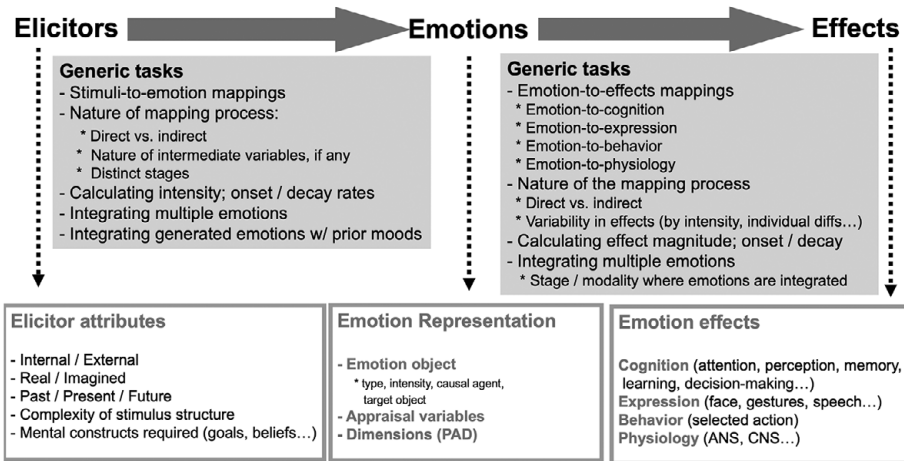 Elicitors
Emotions
Effects
Generic tasks
- Stimuli-to-emotion mappings
- Nature of mapping process:
* Direct vs. indirect
* Nature of intermediate variables, if any
* Distinct stages
- Calculating intensity; onset / decay rates
- Integrating multiple emotions
- Integrating generated emotions w/ prior moods
Generic tasks
- Emotion-to-effects mappings
* Emotion-to-cognition
* Emotion-to-expression
* Emotion-to-behavior
* Emotion-to-physiology
- Nature of the mapping process
* Direct vs. indirect
* Variability in effects (by intensity, individual diffs…)
- Calculating effect magnitude; onset / decay
- Integrating multiple emotions
* Stage / modality where emotions are integrated
Elicitor attributes
- Internal / External
- Real / Imagined
- Past / Present / Future
- Complexity of stimulus structure
- Mental constructs required (goals, beliefs…)
Emotion Representation
- Emotion object
* type, intensity, causal agent,
target object
- Appraisal variables
- Dimensions (PAD)
Emotion effects
Cognition (attention, perception, memory,
learning, decision-making…)
Expression (face, gestures, speech…)
Behavior (selected action)
Physiology (ANS, CNS…)